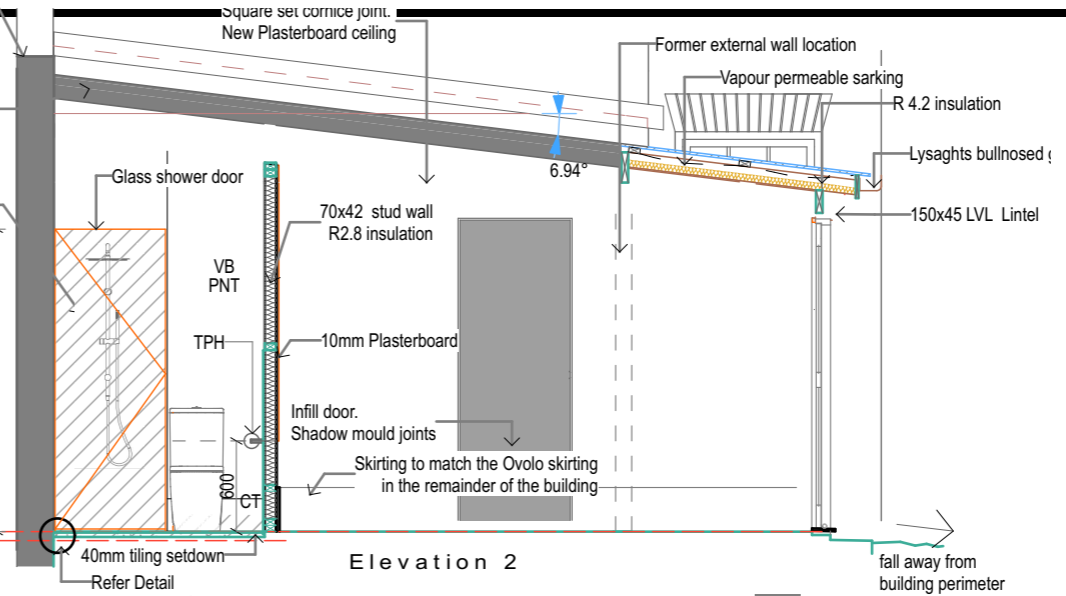 Square set cornice joint.
New Plasterboard ceiling
Former external wall location
Vapour permeable sarking
R 4.2 insulation
Lysaghts bullnosed
6.94°
Glass shower door
70x42 stud wall
R2.8 insulation
150x45 LVL Lintel
VB
PNT
TPH
10mm Plasterboard
Infill door.
Shadow mould joints
Skirting to match the Ovolo skirting
in the remainder of the building
600
CT
40mm tiling setdown
Refer Detail
Elevation 2
fall away from
building perimeter